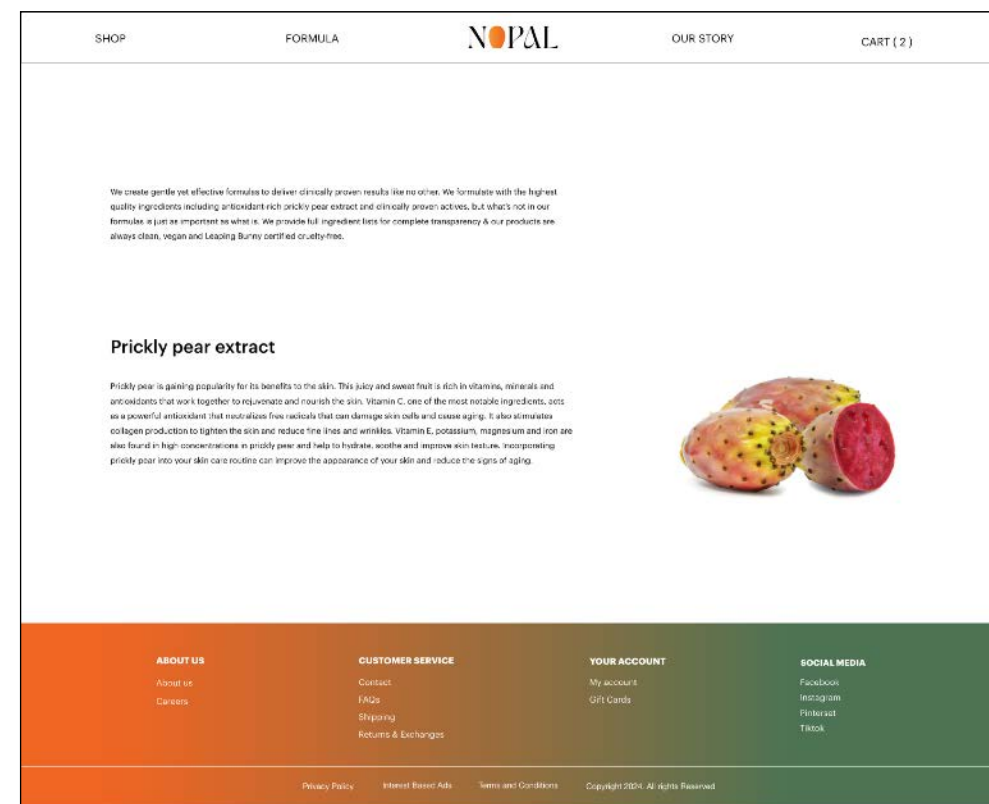 SHOP
FORMULA
NOPAL
OUR STORY
CART ( 2 )
We create gentle yet effective formulas to deliver clinically proven results like no other. We formulate with the highest
quality ingredients including antioxidant-rich prickly pear extract and clinically proven actives, but what's not in our
formulas is just as important as what is. We provide full ingredient lists for complete transparency & our products are
always clean, vegan and Leaping Bunny certified cruelty-free.
Prickly pear extract
Prickly pear is gaining popularity for its benefits to the skin. This juicy and sweet fruit is rich in vitamins, minerals and
antioxidants that work together to rejuvenate and nourish the skin. Vitamin C, one of the most notable ingredients, acts
as a powerful antioxidant that neutralizes free radicals that can damage skin cells and cause aging. It also stimulates
collagen production to tighten the skin and reduce fine lines and wrinkles. Vitamin E, potassium, magnesium and iron are
also found in high concentrations in prickly pear and help to hydrate, soothe and improve skin texture. Incorporating
prickly pear into your skin care routine can improve the appearance of your skin and reduce the signs of aging.
ABOUT US
About us
Careers
CUSTOMER SERVICE
Contact
FAQs
Shipping
Returns & Exchanges
YOUR ACCOUNT
My account
Gift Cards
SOCIAL MEDIA
Facebook
Instagram
Pinterset
Tiktok
Privacy Policy
Interest Based Ads
Terms and Conditions
Copyright 2024. All rights Reserved